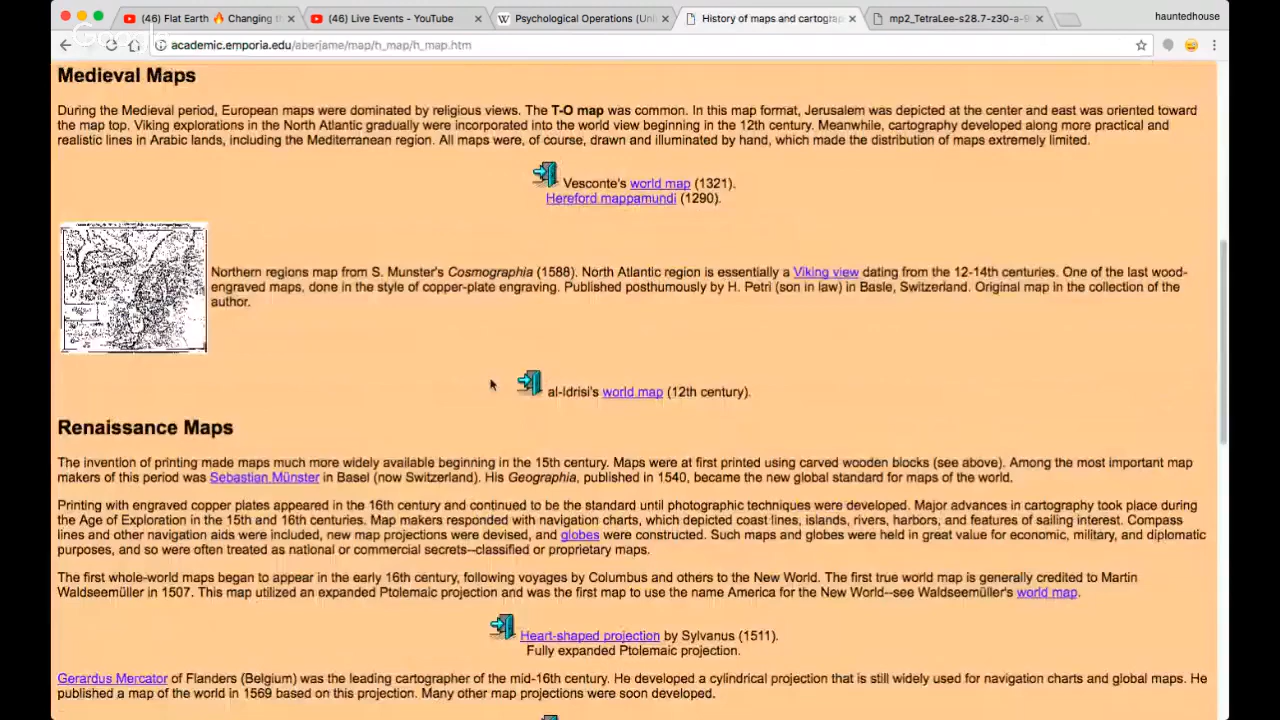 (46) Flat Earth 🔥 Changing t
(46) Live Events - YouTube
Psychological Operations (Uni
History of maps and cartograp
mp2_TetraLee-s28.7-z30-a-9
hauntedhouse
Google
academic.emporia.edu/aberjame/map/h_map/h_map.htm
Medieval Maps
During the Medieval period, European maps were dominated by religious views. The T-O map was common. In this map format, Jerusalem was depicted at the center and east was oriented toward
the map top. Viking explorations in the North Atlantic gradually were incorporated into the world view beginning in the 12th century. Meanwhile, cartography developed along more practical and
realistic lines in Arabic lands, including the Mediterranean region. All maps were, of course, drawn and illuminated by hand, which made the distribution of maps extremely limited.
Vesconte's world map (1321).
Hereford mappamundi (1290).
Northern regions map from S. Munster's Cosmographia (1588). North Atlantic region is essentially a Viking view dating from the 12-14th centuries. One of the last wood-
engraved maps, done in the style of copper-plate engraving. Published posthumously by H. Petri (son in law) in Basle, Switzerland. Original map in the collection of the
author.
al-Idrisi's world map (12th century).
Renaissance Maps
The invention of printing made maps much more widely available beginning in the 15th century. Maps were at first printed using carved wooden blocks (see above). Among the most important map
makers of this period was Sebastian Münster in Basel (now Switzerland). His Geographia, published in 1540, became the new global standard for maps of the world.
Printing with engraved copper plates appeared in the 16th century and continued to be the standard until photographic techniques were developed. Major advances in cartography took place during
the Age of Exploration in the 15th and 16th centuries. Map makers responded with navigation charts, which depicted coast lines, islands, rivers, harbors, and features of sailing interest. Compass
lines and other navigation aids were included, new map projections were devised, and globes were constructed. Such maps and globes were held in great value for economic, military, and diplomatic
purposes, and so were often treated as national or commercial secrets--classified or proprietary maps.
The first whole-world maps began to appear in the early 16th century, following voyages by Columbus and others to the New World. The first true world map is generally credited to Martin
Waldseemüller in 1507. This map utilized an expanded Ptolemaic projection and was the first map to use the name America for the New World--see Waldseemüller's world map.
Heart-shaped projection by Sylvanus (1511).
Fully expanded Ptolemaic projection.
Gerardus Mercator of Flanders (Belgium) was the leading cartographer of the mid-16th century. He developed a cylindrical projection that is still widely used for navigation charts and global maps. He
published a map of the world in 1569 based on this projection. Many other map projections were soon developed.